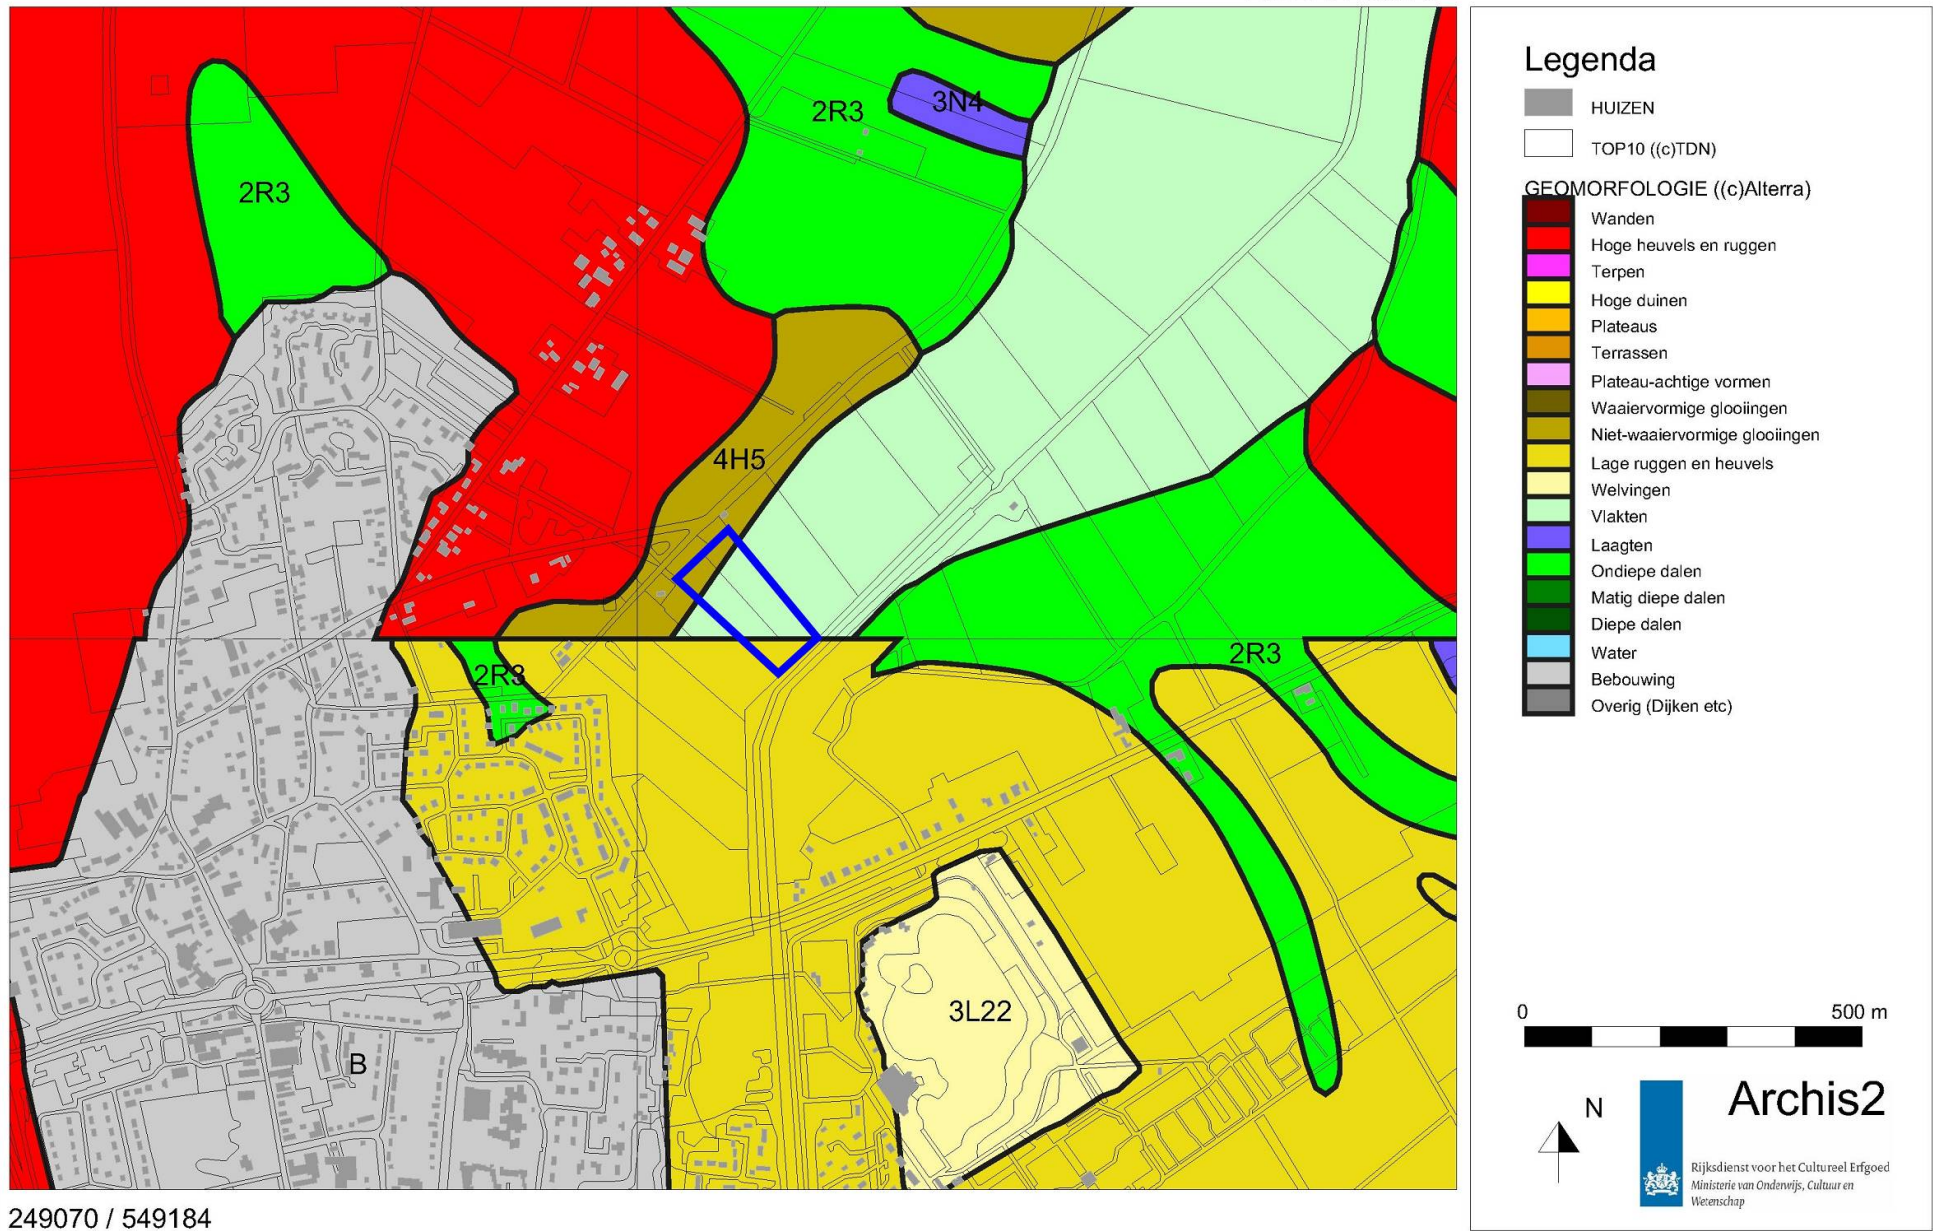 2R3
3N4
2R3
4H5
2R3
2R3
3L22
B
249070 / 549184
Legenda
HUIZEN
TOP10 ((c)TDN)
GEOMORFOLOGIE ((c)Alterra)
Wanden
Hoge heuvels en ruggen
Terpen
Hoge duinen
Plateaus
Terrassen
Plateau-achtige vormen
Waaiervormige glooiingen
Niet-waaiervormige glooiingen
Lage ruggen en heuvels
Welvingen
Vlakten
Laagten
Ondiepe dalen
Matig diepe dalen
Diepe dalen
Water
Bebouwing
Overig (Dijken etc)
0 500 m
N
Archis2
Rijksdienst voor het Cultureel Erfgoed
Ministerie van Onderwijs, Cultuur en
Wetenschap